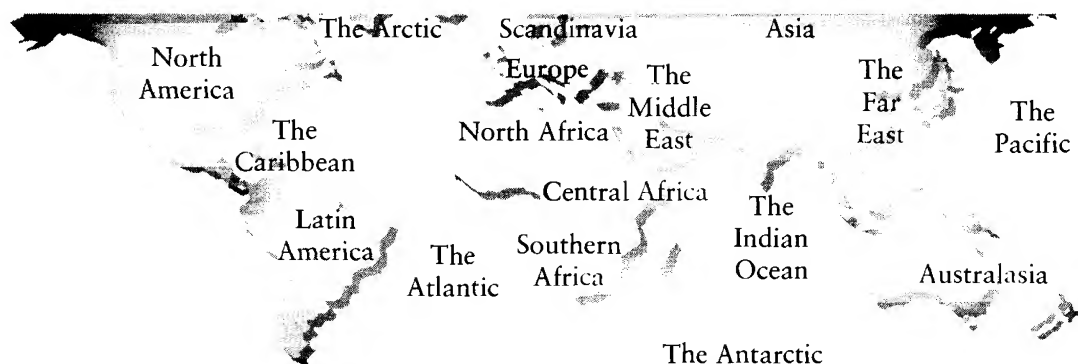 The Arctic
Scandinavia
Asia
North
America
Europe
The
Middle
East
The
Far
East
The
Pacific
North Africa
The
Caribbean
Central Africa
Latin
America
The
Atlantic
Southern
Africa
The
Indian
Ocean
Australasia
The Antarctic